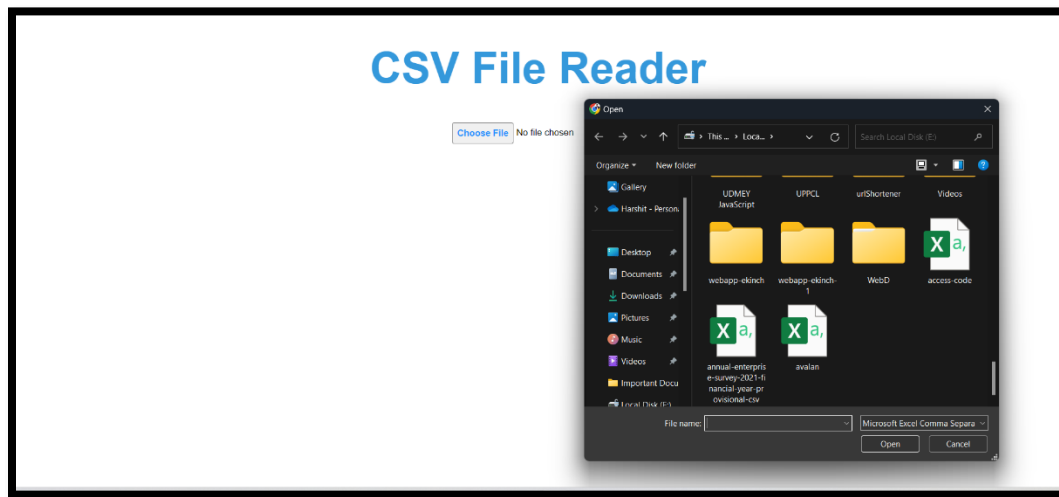 CSV File Reader
Choose File No file chosen
Open
This ... › Loca... ›
Search Local Disk (E:)
Organize
New folder
Gallery
Harshit - Person
Desktop
Documents
Downloads
Pictures
Music
Videos
Important Docu
Local Disk (E:)
UDMEY
JavaScript
UPPCL
urlShortener
Videos
webapp-ekinch
webapp-ekinch-
1
WebD
access-code
annual-enterpris
e-survey-2021-fi
nancial-year-pr
ovisional-csv
avalan
File name:
Microsoft Excel Comma Separa
Open
Cancel